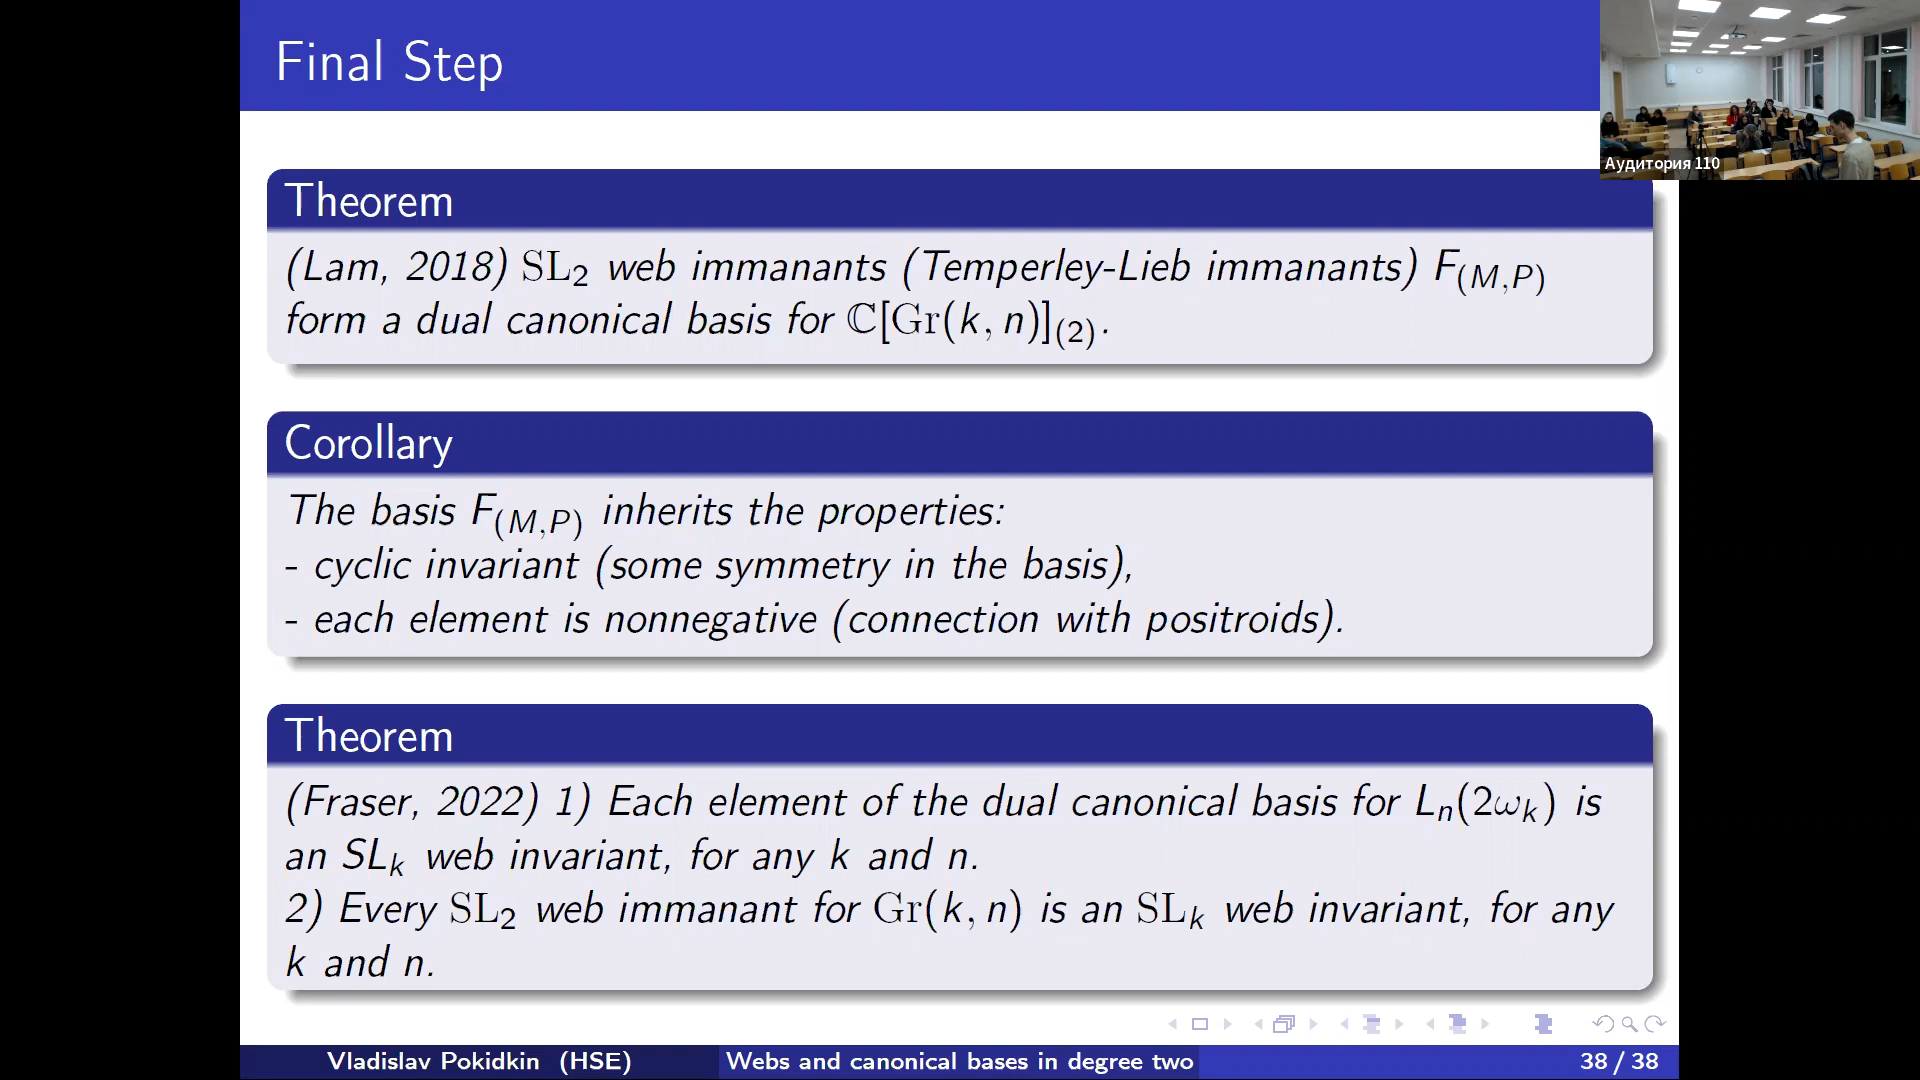 Final Step
Аудитория 110
Theorem
(Lam, 2018) SL₂ web immanants (Temperley-Lieb immanants) F₍M,P₎
form a dual canonical basis for ℂ[Gr(k, n)]₍₂₎.
Corollary
The basis F₍M,P₎ inherits the properties:
- cyclic invariant (some symmetry in the basis),
- each element is nonnegative (connection with positroids).
Theorem
(Fraser, 2022) 1) Each element of the dual canonical basis for Lₙ(2ωₖ) is
an SLₖ web invariant, for any k and n.
2) Every SL₂ web immanant for Gr(k, n) is an SLₖ web invariant, for any
k and n.
Vladislav Pokidkin (HSE)
Webs and canonical bases in degree two
38 / 38